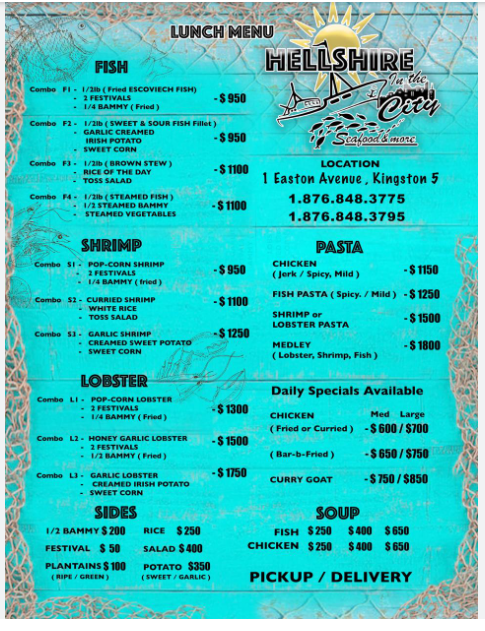 LUNCH MENU
HELLSHIRE
In the
City
Seafood & more
LOCATION
1 Easton Avenue, Kingston 5
1.876.848.3775
1.876.848.3795
FISH
Combo F1 - 1/2lb ( Fried ESCOVIECH FISH)
- 2 FESTIVALS
- 1/4 BAMMY ( Fried )
- $ 950
Combo F2 - 1/2lb ( SWEET & SOUR FISH Fillet )
- GARLIC CREAMED
IRISH POTATO
- SWEET CORN
- $ 950
Combo F3 - 1/2lb ( BROWN STEW )
- RICE OF THE DAY
- TOSS SALAD
- $ 1100
Combo F4 - 1/2lb ( STEAMED FISH )
- 1/2 STEAMED BAMMY
- STEAMED VEGETABLES
- $ 1100
SHRIMP
Combo S1 - POP-CORN SHRIMP
- 2 FESTIVALS
- 1/4 BAMMY ( fried )
- $ 950
Combo S2 - CURRIED SHRIMP
- WHITE RICE
- TOSS SALAD
- $ 1100
Combo S3 - GARLIC SHRIMP
- CREAMED SWEET POTATO
- SWEET CORN
- $ 1250
LOBSTER
Combo L1 - POP-CORN LOBSTER
- 2 FESTIVALS
- 1/4 BAMMY ( Fried )
- $ 1300
Combo L2 - HONEY GARLIC LOBSTER
- 2 FESTIVALS
- 1/2 BAMMY ( Fried )
- $ 1500
Combo L3 - GARLIC LOBSTER
- CREAMED IRISH POTATO
- SWEET CORN
- $ 1750
SIDES
1/2 BAMMY $ 200 RICE $ 250
FESTIVAL $ 50 SALAD $ 400
PLANTAINS $ 100 POTATO $350
( RIPE / GREEN ) ( SWEET / GARLIC )
PASTA
CHICKEN
( Jerk / Spicy, Mild )
- $ 1150
FISH PASTA ( Spicy. / Mild ) - $ 1250
SHRIMP or
LOBSTER PASTA
- $ 1500
MEDLEY
( Lobster, Shrimp, Fish )
- $ 1800
Daily Specials Available
CHICKEN Med Large
(Fried or Curried ) - $ 600 / $700
( Bar-b-Fried ) - $ 650 / $750
CURRY GOAT - $ 750 / $850
SOUP
FISH $ 250 $ 400 $ 650
CHICKEN $ 250 $ 400 $ 650
PICKUP / DELIVERY